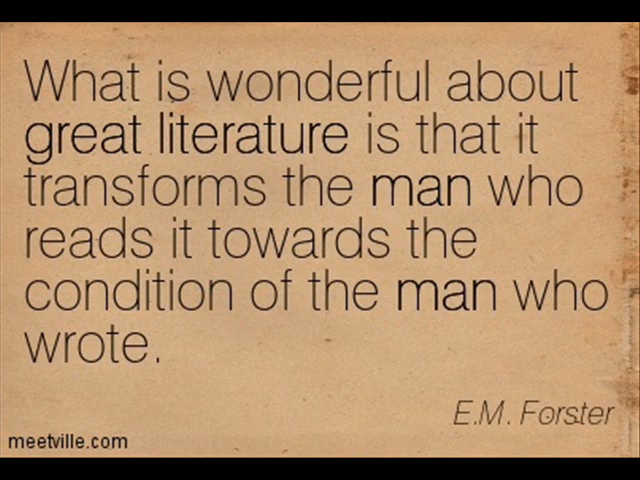 What is wonderful about
great literature is that it
transforms the man who
reads it towards the
condition of the man who
wrote.
E.M. Forster
meetville.com